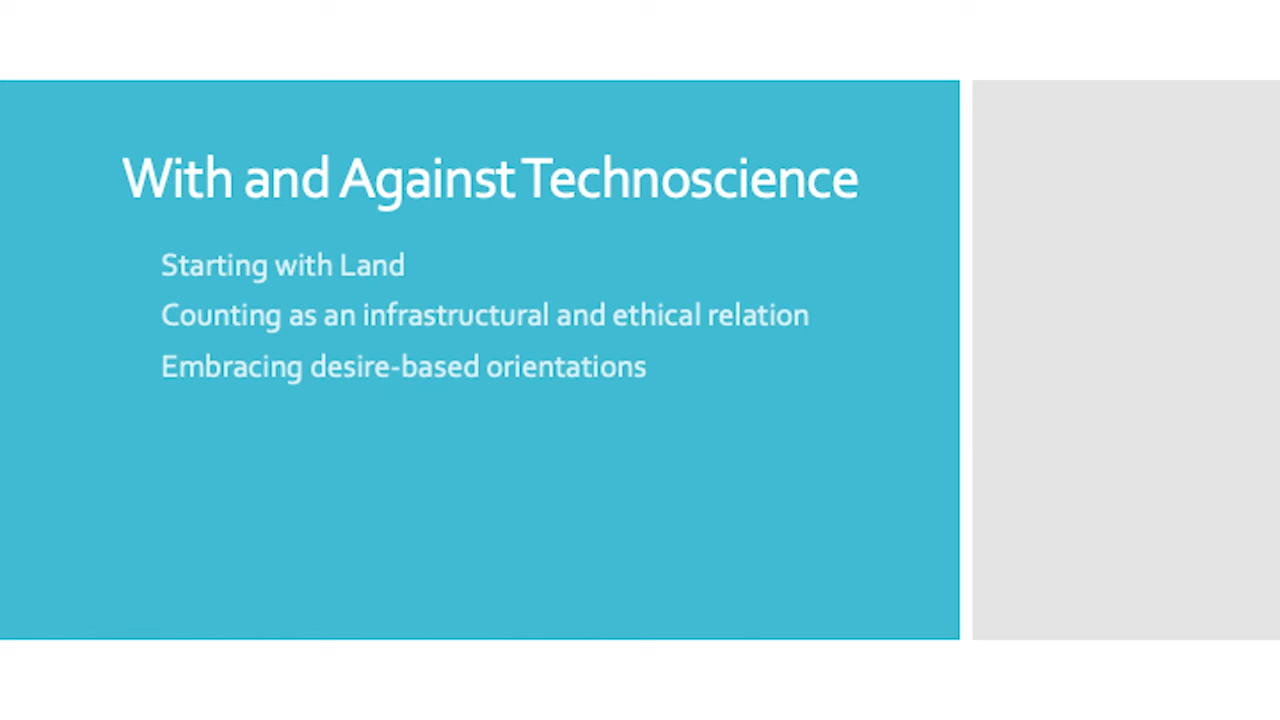 With and Against Technoscience
Starting with Land
Counting as an infrastructural and ethical relation
Embracing desire-based orientations